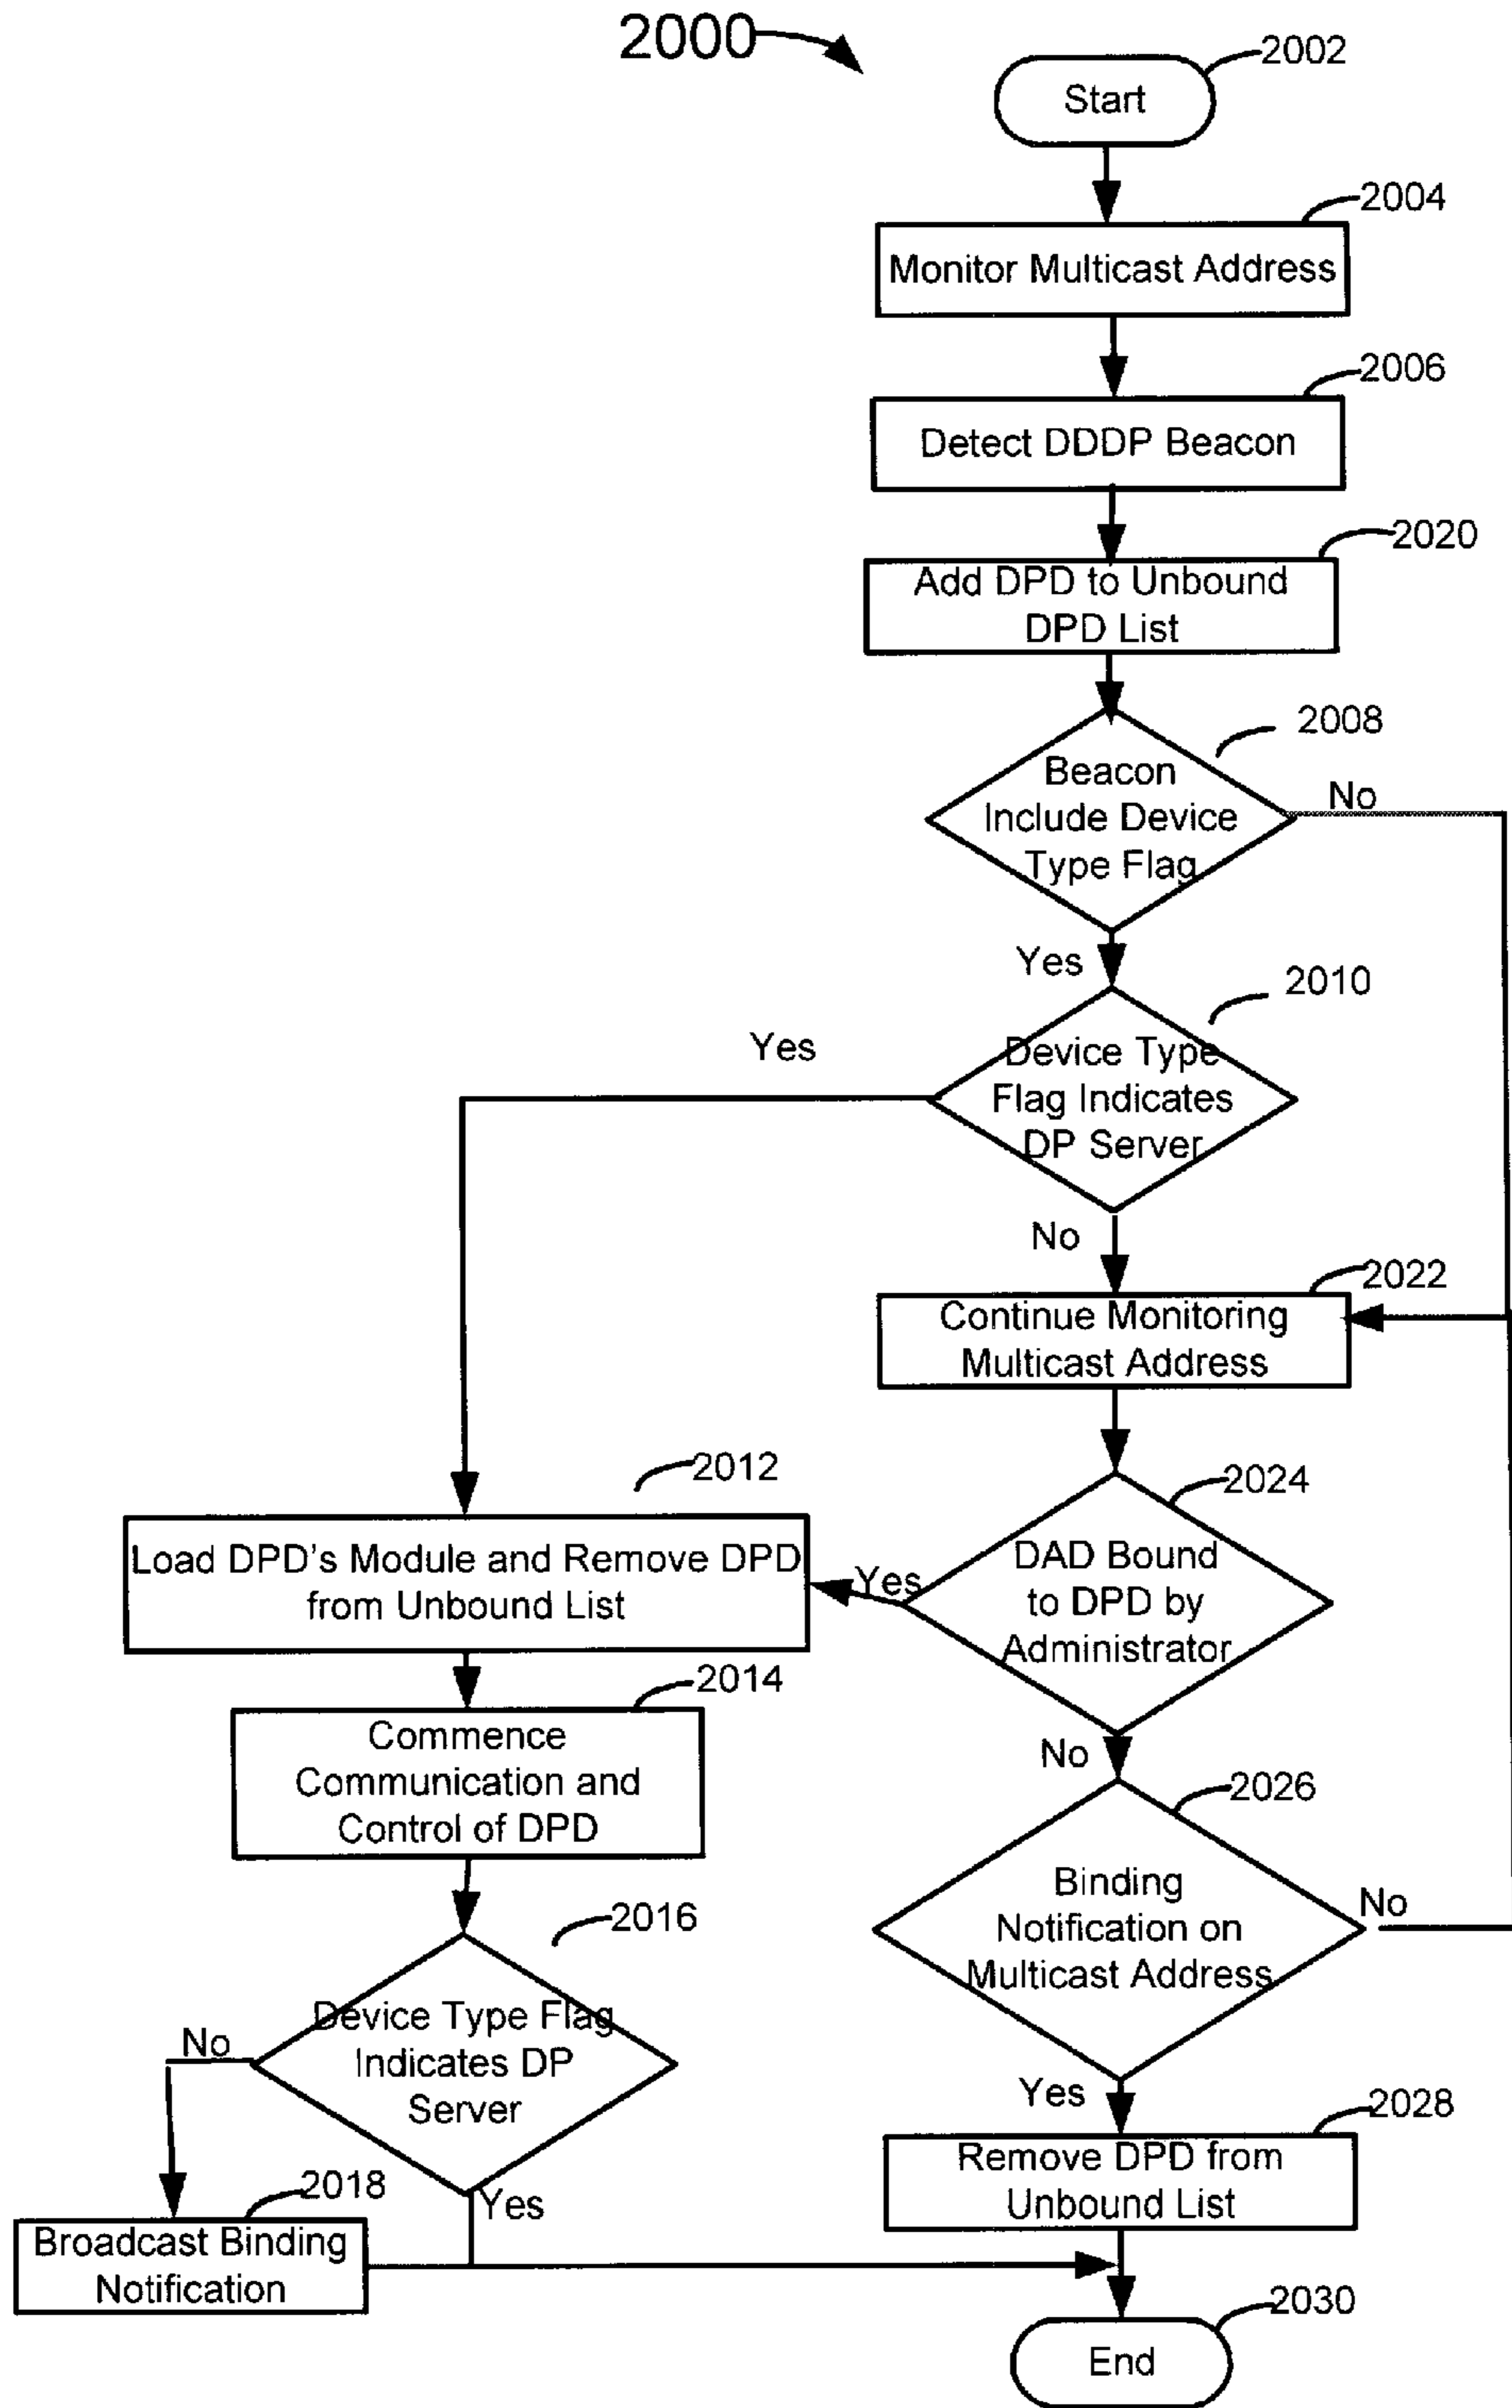 2000
2002
Start
2004
Monitor Multicast Address
2006
Detect DDDP Beacon
2020
Add DPD to Unbound
DPD List
2008
Beacon
Include Device
Type Flag
No
Yes
2010
Device Type
Flag Indicates
DP Server
Yes
No
2022
Continue Monitoring
Multicast Address
2024
DAD Bound
to DPD by
Administrator
Yes
2012
Load DPD's Module and Remove DPD
from Unbound List
2014
Commence
Communication and
Control of DPD
No
2026
Binding
Notification on
Multicast Address
No
2016
Device Type Flag
Indicates DP
Server
No
Yes
2018
Broadcast Binding
Notification
Yes
2028
Remove DPD from
Unbound List
2030
End